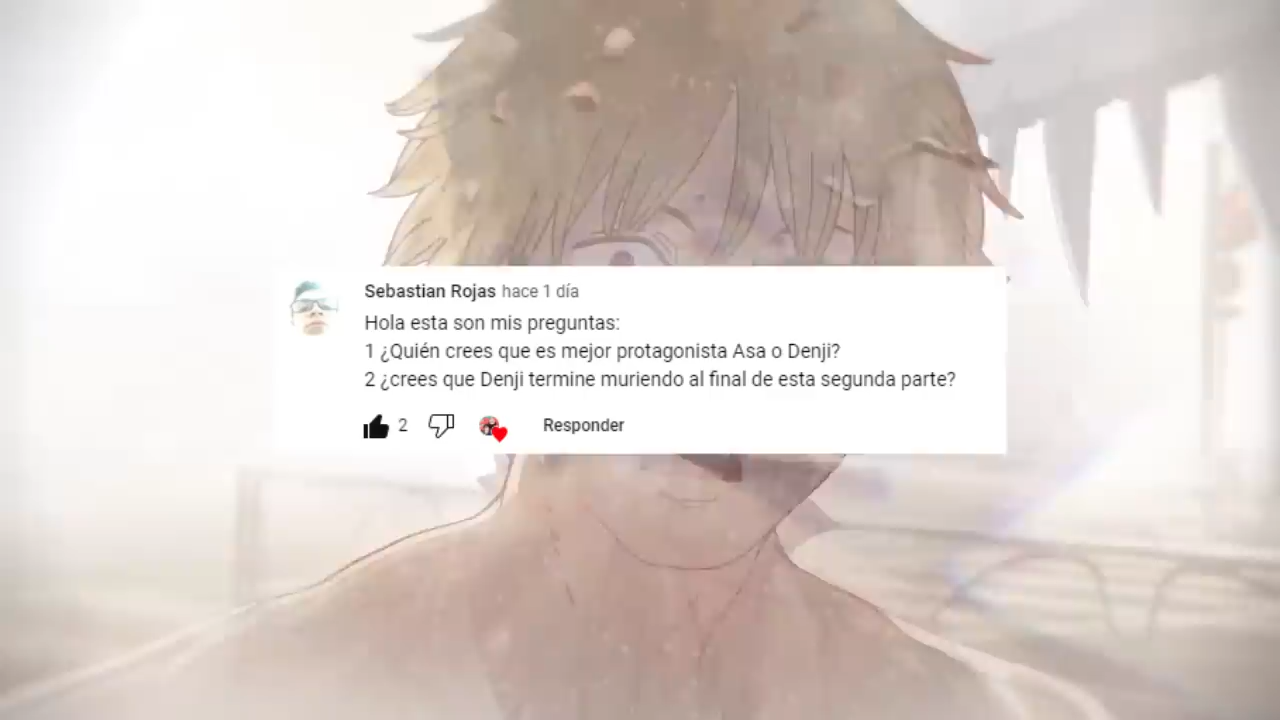 Sebastian Rojas hace 1 día
Hola esta son mis preguntas:
1 ¿Quién crees que es mejor protagonista Asa o Denji?
2 ¿crees que Denji termine muriendo al final de esta segunda parte?
2 Responder